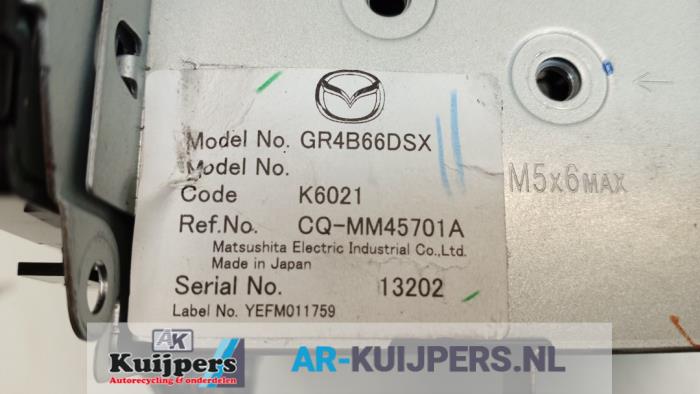 Model No. GR4B66DSX
Model No.
Code K6021
Ref.No. CQ-MM45701A
Matsushita Electric Industrial Co.,Ltd.
Made in Japan
Serial No. 13202
Label No. YEFM011759
M5x6MAX
AK
Kuijpers
Autorecycling & onderdelen
AR-KUIJPERS.NL